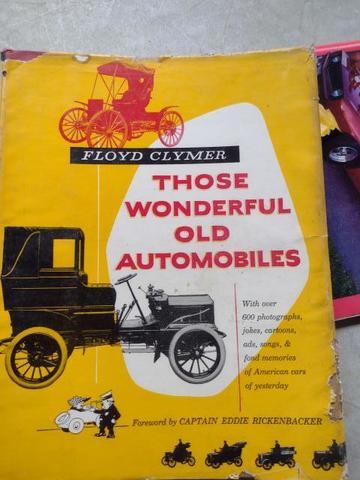 FLOYD CLYMER
THOSE
WONDERFUL
OLD
AUTOMOBILES
With over
600 photographs,
jokes, cartoons,
ads, songs, &
fond memories
of American cars
of yesterday
Foreword by CAPTAIN EDDIE RICKENBACKER